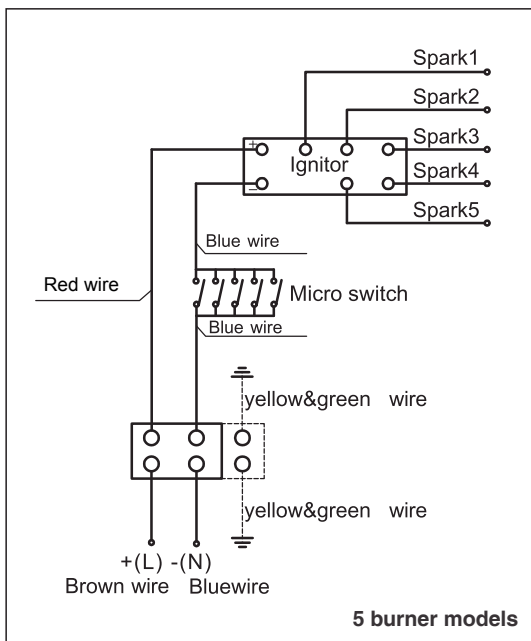 Spark1
Spark2
+ Spark3
Ignitor
- Spark4
Spark5
Blue wire
Red wire
Micro switch
Blue wire
yellow&green wire
yellow&green wire
+(L) -(N)
Brown wire Bluewire
5 burner models